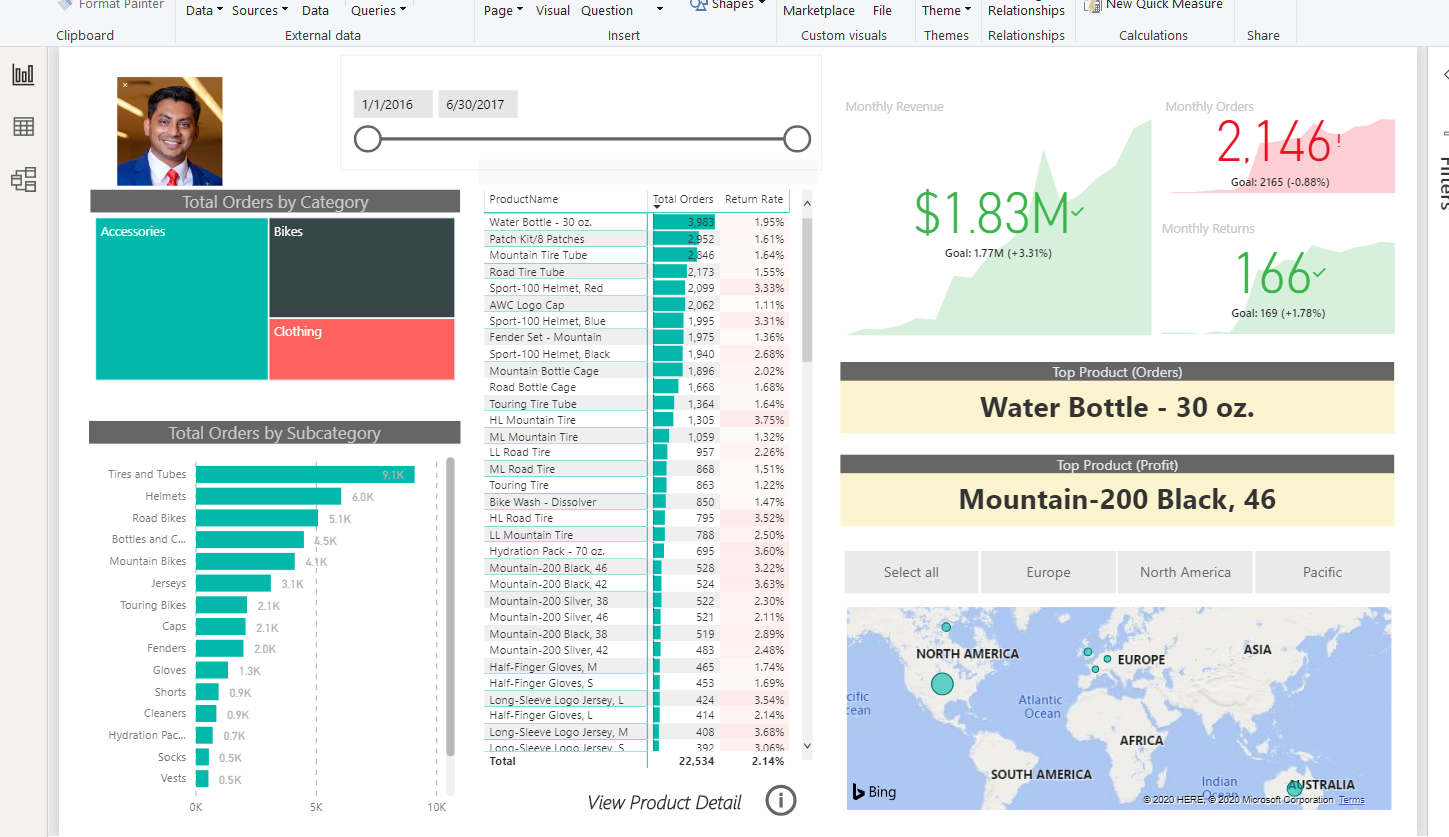 Format Painter
Clipboard
Data
Sources
Data
Queries
External data
Page
Visual
Question
Shapes
Insert
Marketplace
File
Custom visuals
Theme
Themes
Relationships
Relationships
New Quick Measure
Calculations
Share
Filters
1/1/2016
6/30/2017
Monthly Revenue
$1.83M
Goal: 1.77M (+3.31%)
Monthly Orders
2,146!
Goal: 2165 (-0.88%)
Monthly Returns
166
Goal: 169 (+1.78%)
Total Orders by Category
Accessories
Bikes
Clothing
Total Orders by Subcategory
Tires and Tubes 9.1K
Helmets 6.0K
Road Bikes 5.1K
Bottles and C... 4.5K
Mountain Bikes 4.1K
Jerseys 3.1K
Touring Bikes 2.1K
Caps 2.1K
Fenders 2.0K
Gloves 1.3K
Shorts 0.9K
Cleaners 0.9K
Hydration Pac... 0.7K
Socks 0.5K
Vests 0.5K
0K 5K 10K
ProductName Total Orders Return Rate
Water Bottle - 30 oz. 3,983 1.95%
Patch Kit/8 Patches 2,952 1.61%
Mountain Tire Tube 2,846 1.64%
Road Tire Tube 2,173 1.55%
Sport-100 Helmet, Red 2,099 3.33%
AWC Logo Cap 2,062 1.11%
Sport-100 Helmet, Blue 1,995 3.31%
Fender Set - Mountain 1,975 1.36%
Sport-100 Helmet, Black 1,940 2.68%
Mountain Bottle Cage 1,896 2.02%
Road Bottle Cage 1,668 1.68%
Touring Tire Tube 1,364 1.64%
HL Mountain Tire 1,305 3.75%
ML Mountain Tire 1,059 1.32%
LL Road Tire 957 2.26%
ML Road Tire 868 1.51%
Touring Tire 863 1.22%
Bike Wash - Dissolver 850 1.47%
HL Road Tire 795 3.52%
LL Mountain Tire 788 2.50%
Hydration Pack - 70 oz. 695 3.60%
Mountain-200 Black, 46 528 3.22%
Mountain-200 Black, 42 524 3.63%
Mountain-200 Silver, 38 522 2.30%
Mountain-200 Silver, 46 521 2.11%
Mountain-200 Black, 38 519 2.89%
Mountain-200 Silver, 42 483 2.48%
Half-Finger Gloves, M 465 1.74%
Half-Finger Gloves, S 453 1.69%
Long-Sleeve Logo Jersey, L 424 3.54%
Half-Finger Gloves, L 414 2.14%
Long-Sleeve Logo Jersey, M 408 3.68%
Long-Sleeve Logo Jersey, S 392 3.06%
Total 22,534 2.14%
View Product Detail
Top Product (Orders)
Water Bottle - 30 oz.
Top Product (Profit)
Mountain-200 Black, 46
Select all
Europe
North America
Pacific
NORTH AMERICA
EUROPE
ASIA
cific
cean
Atlantic
Ocean
AFRICA
SOUTH AMERICA
Indian
Ocean
AUSTRALIA
Bing
© 2020 HERE, © 2020 Microsoft Corporation Terms